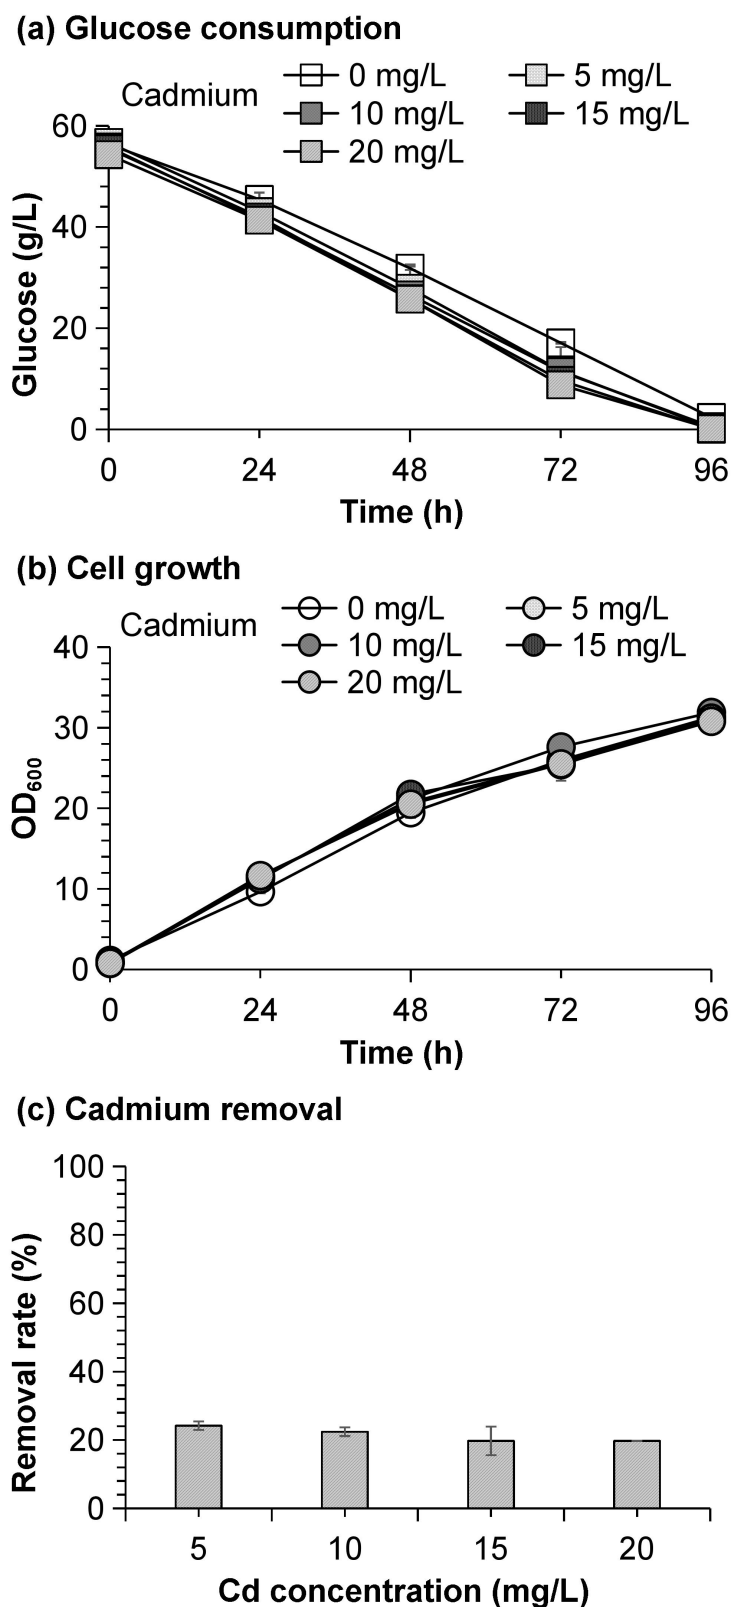 (a) Glucose consumption
Cadmium
0 mg/L
5 mg/L
10 mg/L
15 mg/L
20 mg/L
Glucose (g/L)
60
40
20
0
0 24 48 72 96
Time (h)
(b) Cell growth
Cadmium
0 mg/L
5 mg/L
10 mg/L
15 mg/L
20 mg/L
OD600
40
30
20
10
0
0 24 48 72 96
Time (h)
(c) Cadmium removal
Removal rate (%)
100
80
60
40
20
0
5 10 15 20
Cd concentration (mg/L)